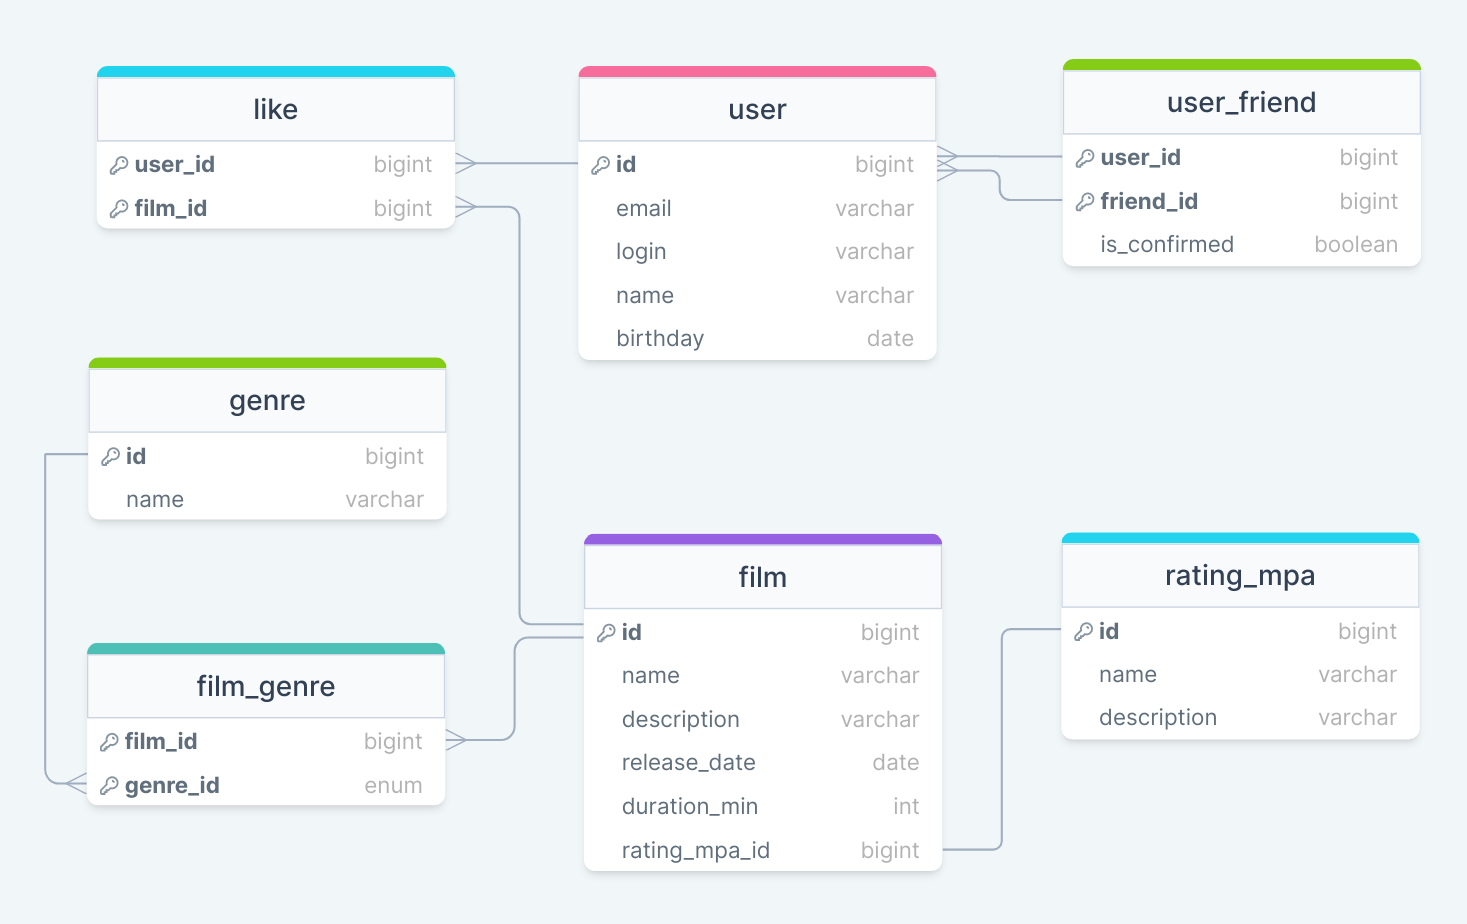 like
user_id bigint
film_id bigint
user
id bigint
email varchar
login varchar
name varchar
birthday date
user_friend
user_id bigint
friend_id bigint
is_confirmed boolean
genre
id bigint
name varchar
film_genre
film_id bigint
genre_id enum
film
id bigint
name varchar
description varchar
release_date date
duration_min int
rating_mpa_id bigint
rating_mpa
id bigint
name varchar
description varchar